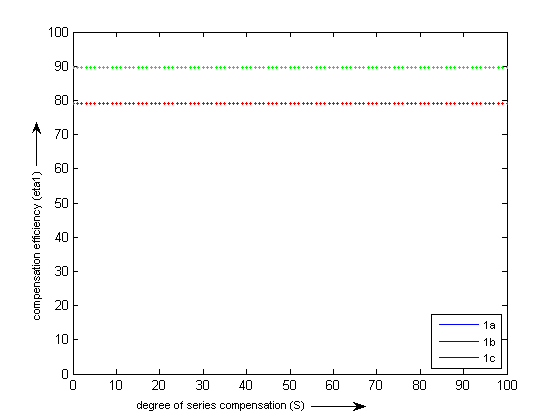 100
90
80
70
60
50
40
30
20
10
0
compensation efficiency (eta1)
1a
1b
1c
0 10 20 30 40 50 60 70 80 90 100
degree of series compensation (S)